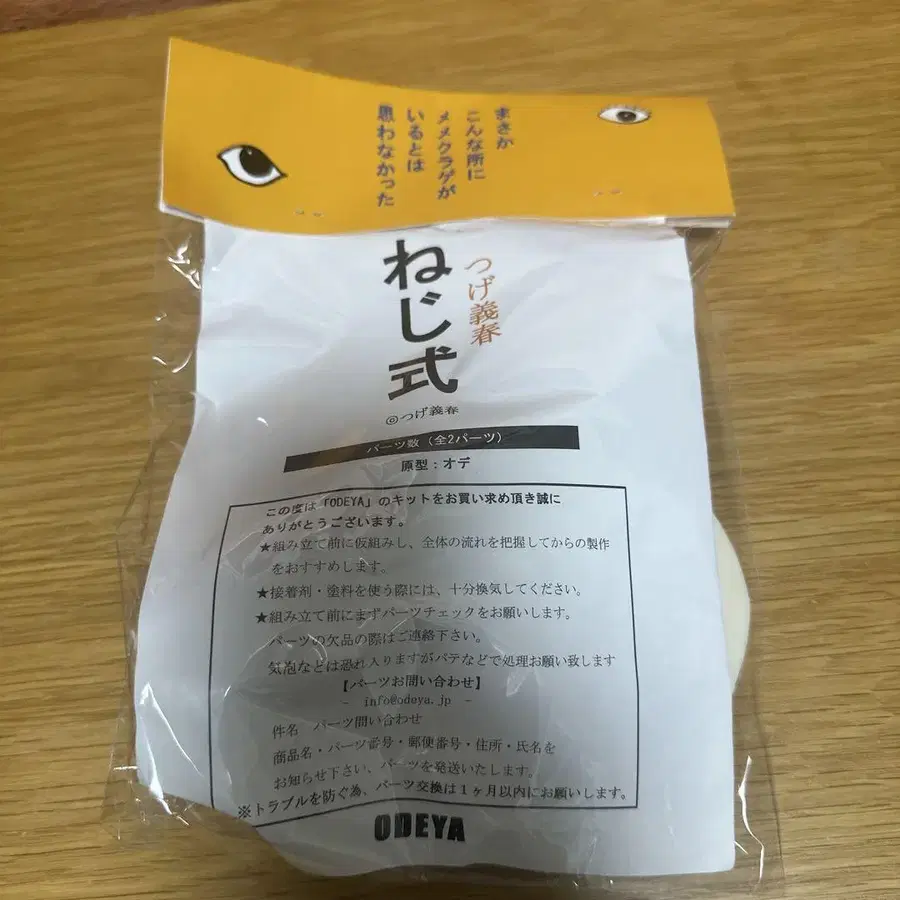 まさか
こんな所に
メメクラゲが
いるとは
思わなかった
つげ義春
ねじ式
©つげ義春
パーツ数（全2パーツ）
原型：オデ
この度は「ODEYA」のキットをお買い求め頂き誠に
ありがとうございます。
★組み立て前に仮組みし、全体の流れを把握してからの製作
をおすすめします。
★接着剤・塗料を使う際には、十分換気してください。
★組み立て前にまずパーツチェックをお願いします。
パーツの欠品の際はご連絡下さい。
気泡などは恐れ入りますがパテなどで処理お願い致します
【パーツお問い合わせ】
- info@odeya.jp -
件名 パーツ問い合わせ
商品名・パーツ番号・郵便番号・住所・氏名を
お知らせ下さい、パーツを発送いたします。
※トラブルを防ぐ為、パーツ交換は１ヶ月以内にお願いします。
ODEYA